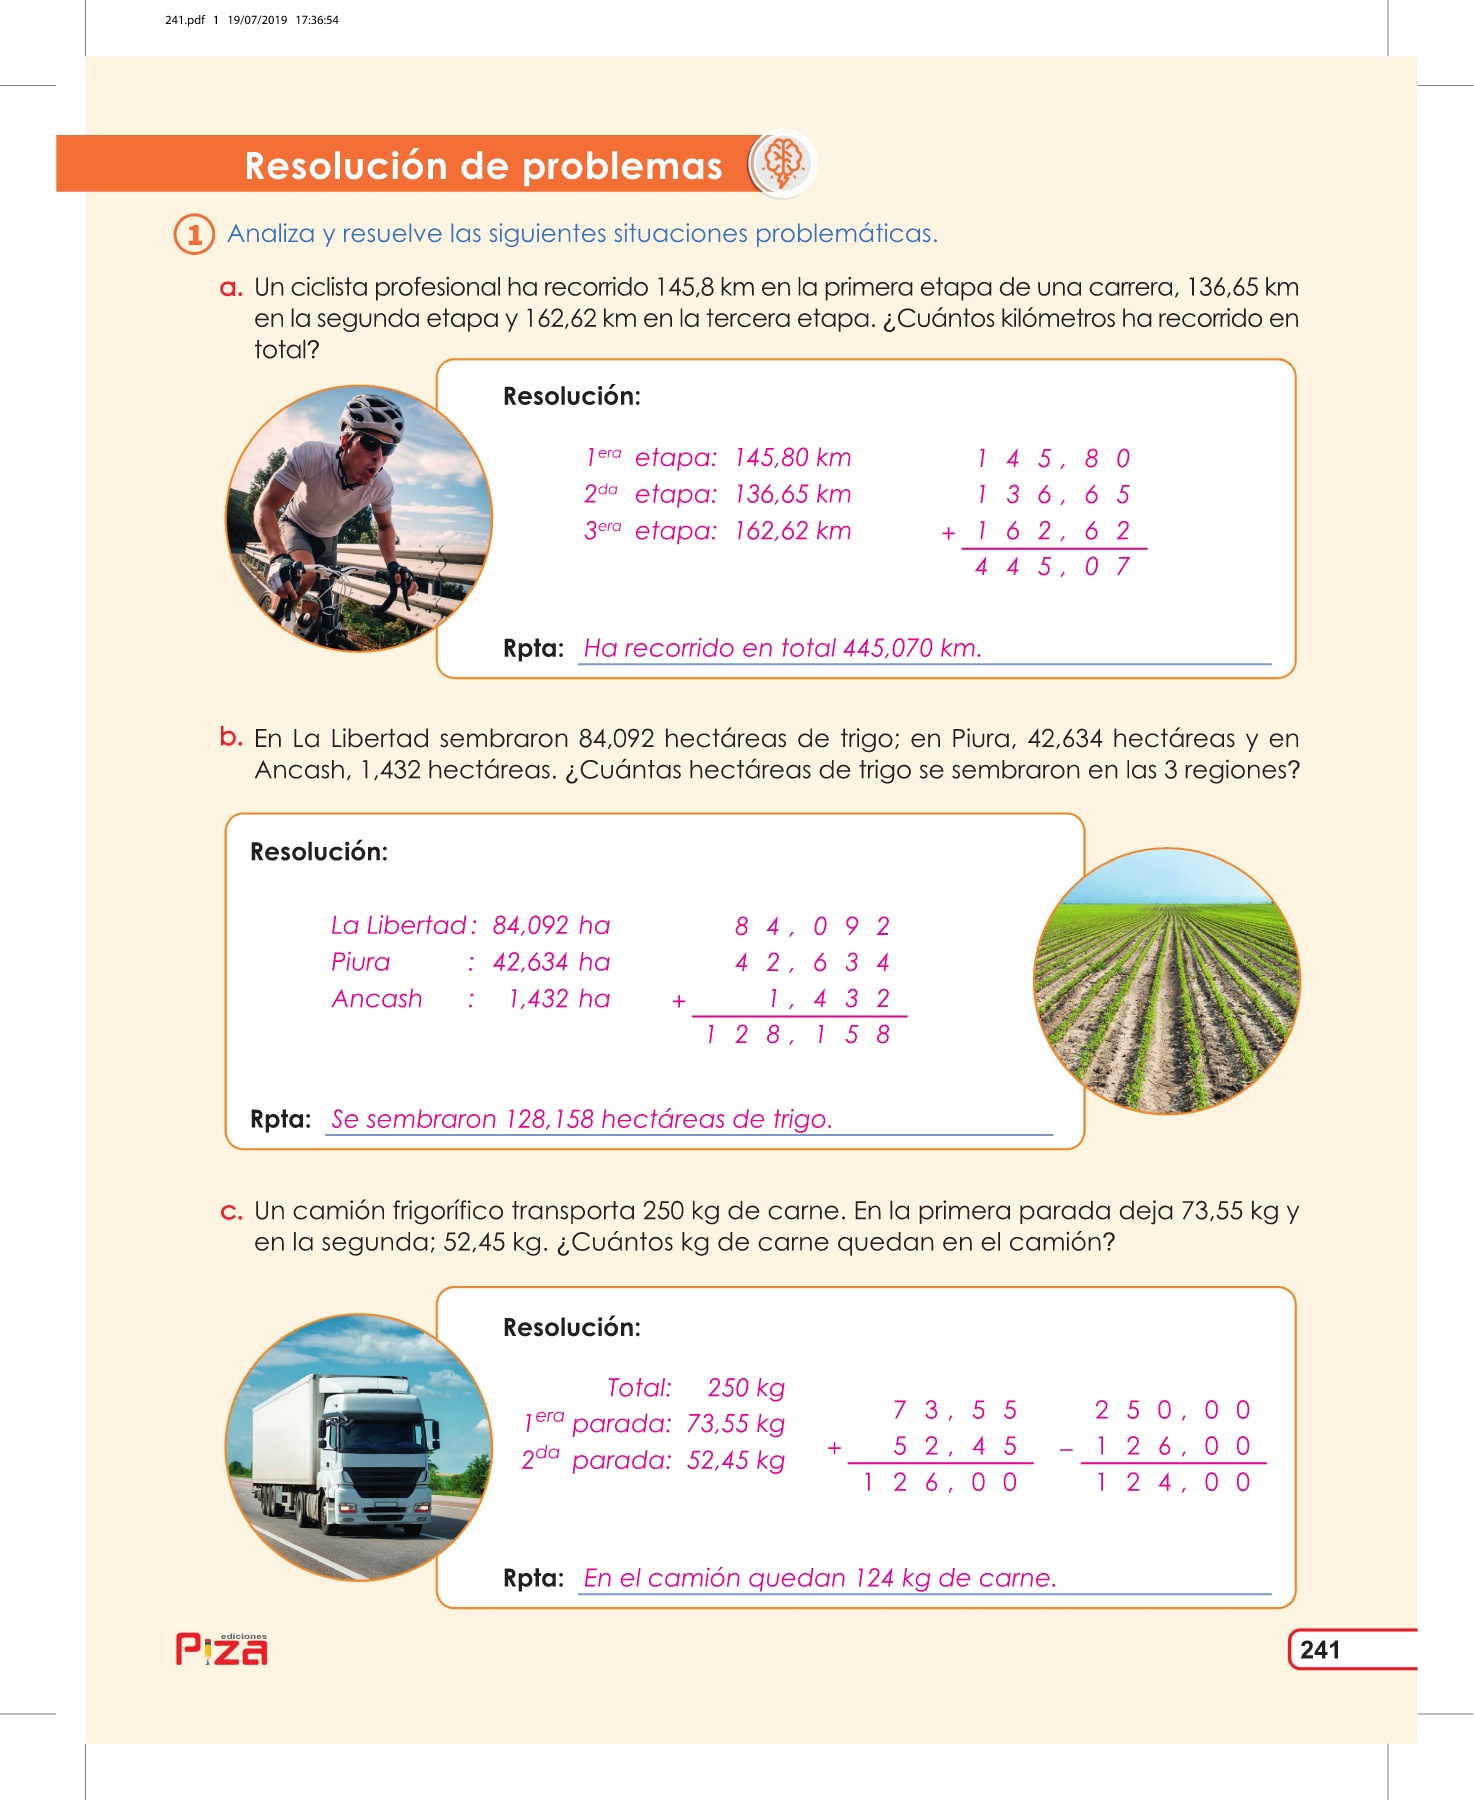 241.pdf 1 19/07/2019 17:36:54
Resolución de problemas
1 Analiza y resuelve las siguientes situaciones problemáticas.
a. Un ciclista profesional ha recorrido 145,8 km en la primera etapa de una carrera, 136,65 km
en la segunda etapa y 162,62 km en la tercera etapa. ¿Cuántos kilómetros ha recorrido en
total?
Resolución:
1era etapa: 145,80 km
2da etapa: 136,65 km
3era etapa: 162,62 km
1 4 5 , 8 0
1 3 6 , 6 5
+ 1 6 2 , 6 2
4 4 5 , 0 7
Rpta: Ha recorrido en total 445,070 km.
b. En La Libertad sembraron 84,092 hectáreas de trigo; en Piura, 42,634 hectáreas y en
Ancash, 1,432 hectáreas. ¿Cuántas hectáreas de trigo se sembraron en las 3 regiones?
Resolución:
La Libertad : 84,092 ha
Piura : 42,634 ha
Ancash : 1,432 ha
8 4 , 0 9 2
4 2 , 6 3 4
+ 1 , 4 3 2
1 2 8 , 1 5 8
Rpta: Se sembraron 128,158 hectáreas de trigo.
c. Un camión frigorífico transporta 250 kg de carne. En la primera parada deja 73,55 kg y
en la segunda; 52,45 kg. ¿Cuántos kg de carne quedan en el camión?
Resolución:
Total: 250 kg
1era parada: 73,55 kg
2da parada: 52,45 kg
7 3 , 5 5
+ 5 2 , 4 5
1 2 6 , 0 0
2 5 0 , 0 0
– 1 2 6 , 0 0
1 2 4 , 0 0
Rpta: En el camión quedan 124 kg de carne.
ediciones
Piza
241